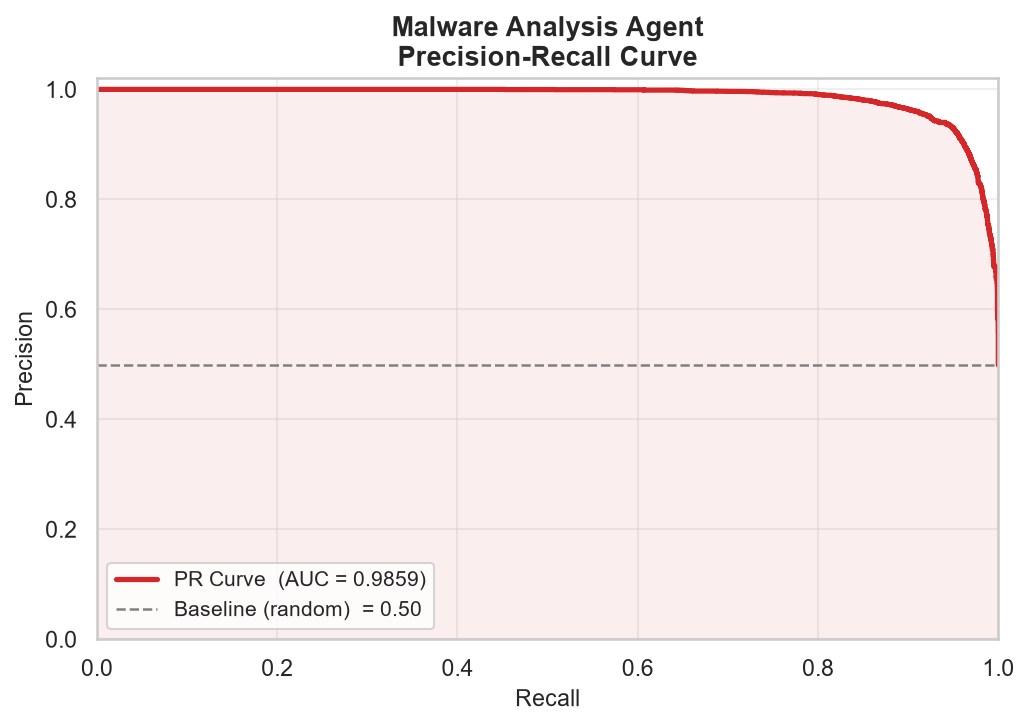 Malware Analysis Agent
Precision-Recall Curve
Precision
1.0
0.8
0.6
0.4
0.2
0.0
PR Curve (AUC = 0.9859)
Baseline (random) = 0.50
0.0 0.2 0.4 0.6 0.8 1.0
Recall